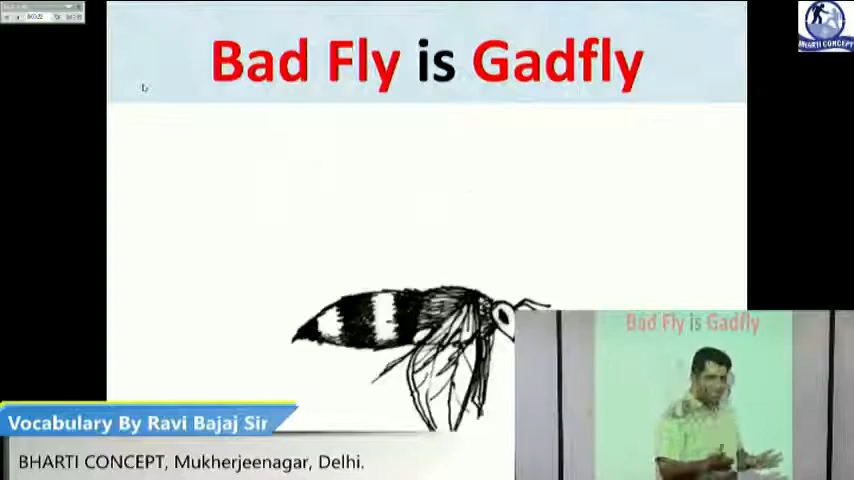 BHARTI CONCEPT
Bad Fly is Gadfly
Bad Fly is Gadfly
Vocabulary By Ravi Bajaj Sir
BHARTI CONCEPT, Mukherjeenagar, Delhi.